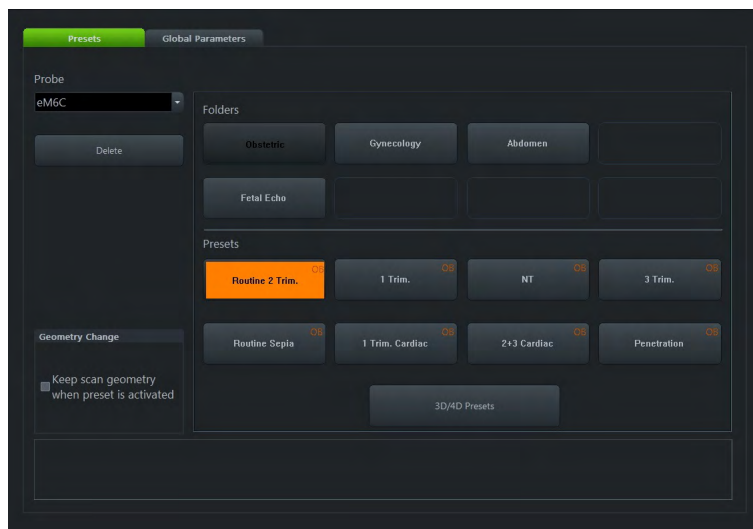 Presets
Global Parameters
Probe
eM6C
Delete
Folders
Obstetric
Gynecology
Abdomen
Fetal Echo
Presets
Routine 2 Trim.
OB
1 Trim.
OB
NT
OB
3 Trim.
OB
Routine Sepia
OB
1 Trim. Cardiac
OB
2+3 Cardiac
OB
Penetration
OB
3D/4D Presets
Geometry Change
Keep scan geometry
when preset is activated